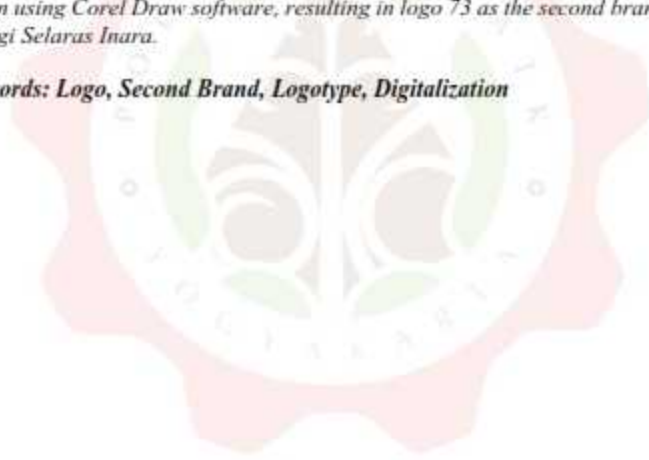 n using Corel Draw software, resulting in logo 73 as the second bran
gi Selaras Inara.
ords: Logo, Second Brand, Logotype, Digitalization
YOGYAKARTA